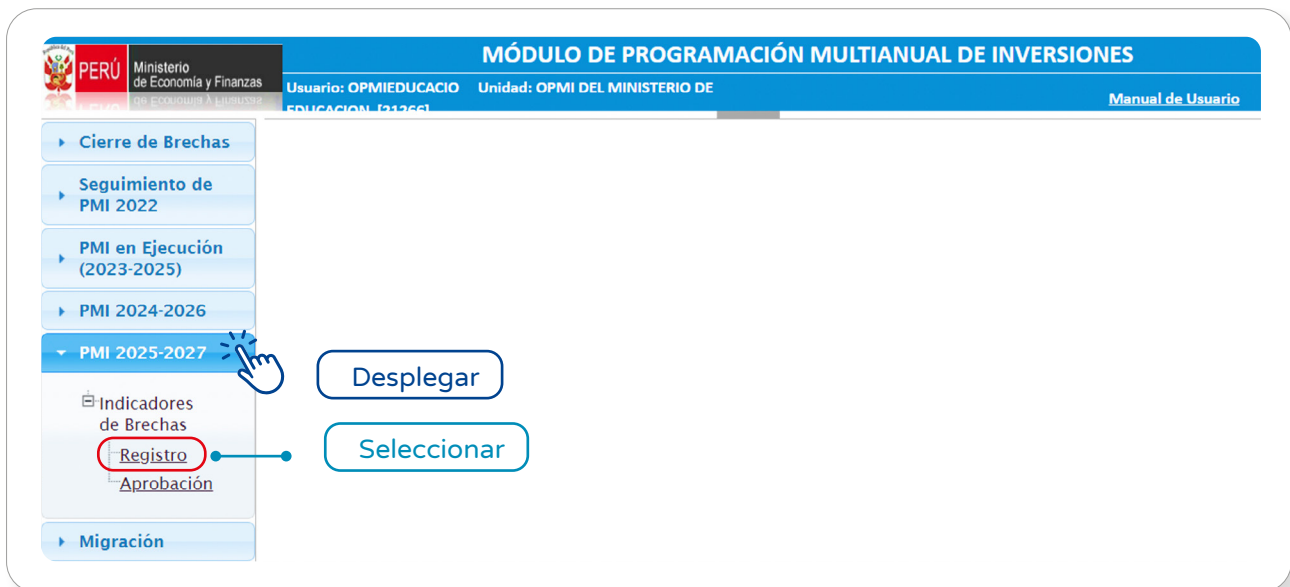 PERÚ
Ministerio
de Economía y Finanzas
MÓDULO DE PROGRAMACIÓN MULTIANUAL DE INVERSIONES
Usuario: OPMIEDUCACIO Unidad: OPMI DEL MINISTERIO DE
EDUCACION [21266]
Manual de Usuario
Cierre de Brechas
Seguimiento de
PMI 2022
PMI en Ejecución
(2023-2025)
PMI 2024-2026
PMI 2025-2027
Desplegar
Indicadores
de Brechas
Registro
Seleccionar
Aprobación
Migración